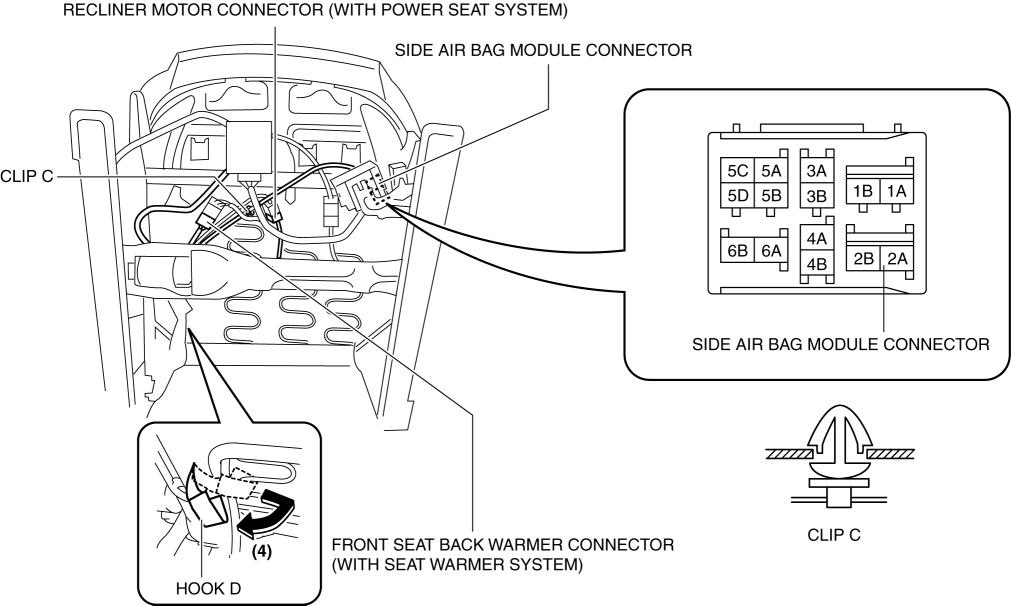 RECLINER MOTOR CONNECTOR (WITH POWER SEAT SYSTEM)
SIDE AIR BAG MODULE CONNECTOR
CLIP C
5C 5A 3A
5D 5B 3B 1B 1A
6B 6A 4A
4B 2B 2A
SIDE AIR BAG MODULE CONNECTOR
CLIP C
(4)
HOOK D
FRONT SEAT BACK WARMER CONNECTOR
(WITH SEAT WARMER SYSTEM)